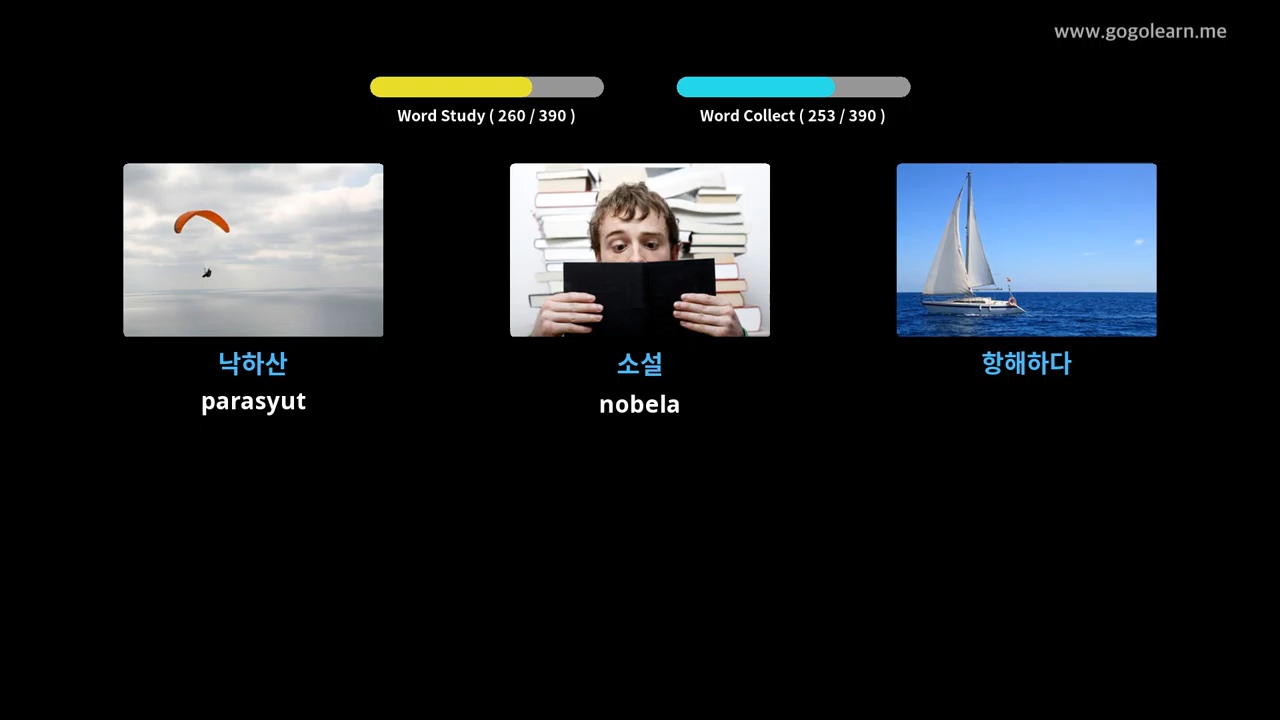 www.gogolearn.me
Word Study ( 260 / 390 )
Word Collect ( 253 / 390 )
낙하산
parasyut
소설
nobela
항해하다